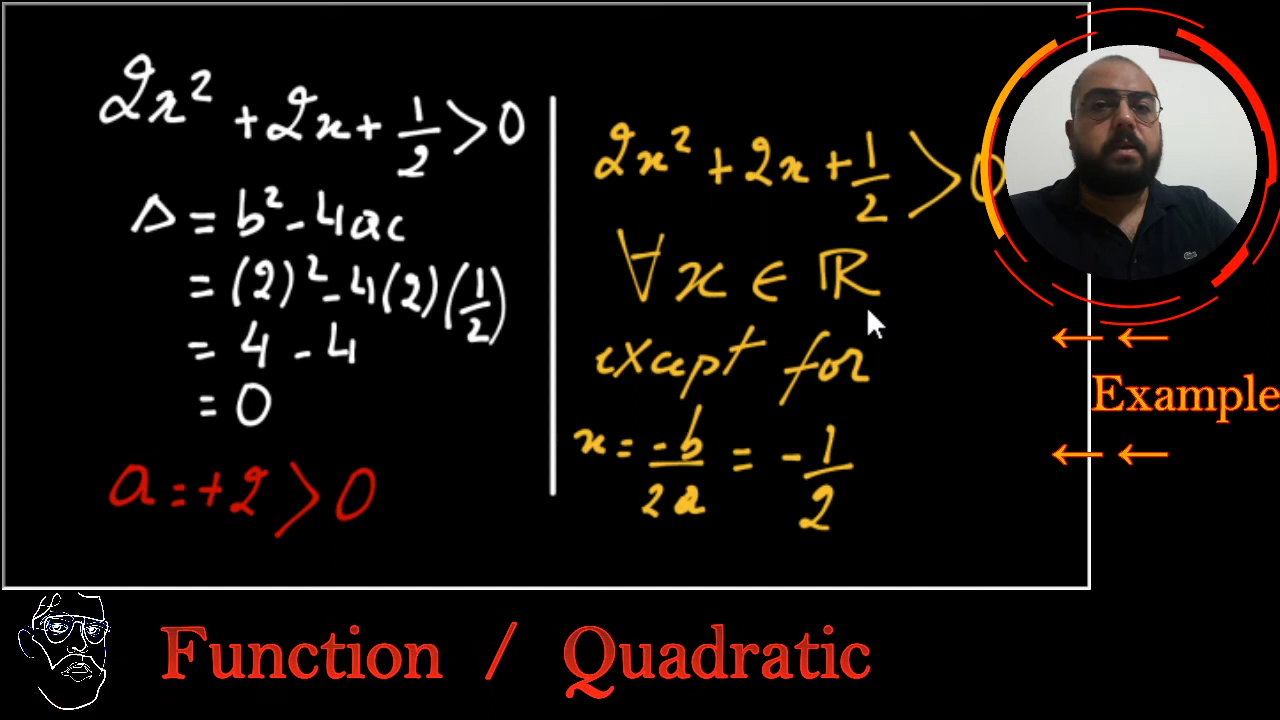 2x² + 2x + 1/2 > 0
Δ = b² - 4ac
= (2)² - 4(2)(1/2)
= 4 - 4
= 0
a = +2 > 0
2x² + 2x + 1/2 > 0
∀ x ∈ ℝ
except for
x = -b/2a = -1/2
← ←
Example
← ←
Function / Quadratic